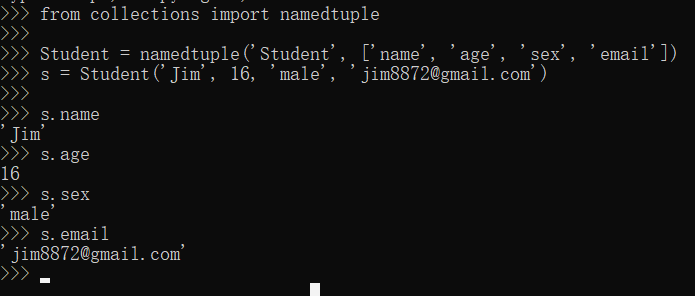 >>> from collections import namedtuple
>>>
>>> Student = namedtuple('Student', ['name', 'age', 'sex', 'email'])
>>> s = Student('Jim', 16, 'male', 'jim8872@gmail.com')
>>>
>>> s.name
'Jim'
>>> s.age
16
>>> s.sex
'male'
>>> s.email
'jim8872@gmail.com'
>>>